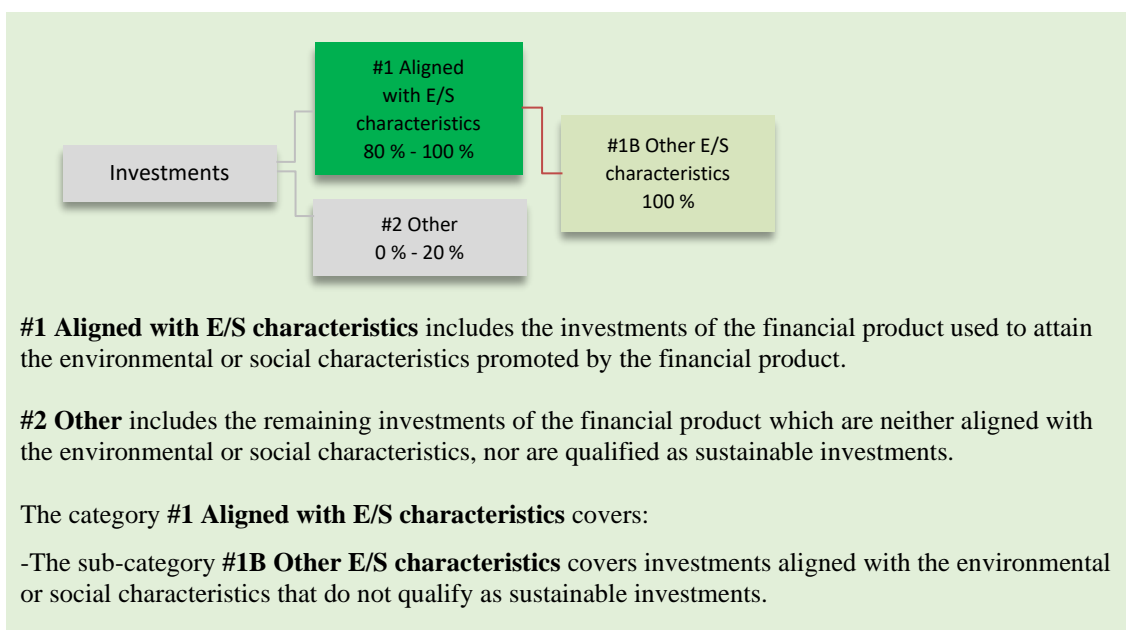 #1 Aligned
with E/S
characteristics
80 % - 100 %
Investments
#1B Other E/S
characteristics
100 %
#2 Other
0 % - 20 %
#1 Aligned with E/S characteristics includes the investments of the financial product used to attain
the environmental or social characteristics promoted by the financial product.
#2 Other includes the remaining investments of the financial product which are neither aligned with
the environmental or social characteristics, nor are qualified as sustainable investments.
The category #1 Aligned with E/S characteristics covers:
-The sub-category #1B Other E/S characteristics covers investments aligned with the environmental
or social characteristics that do not qualify as sustainable investments.